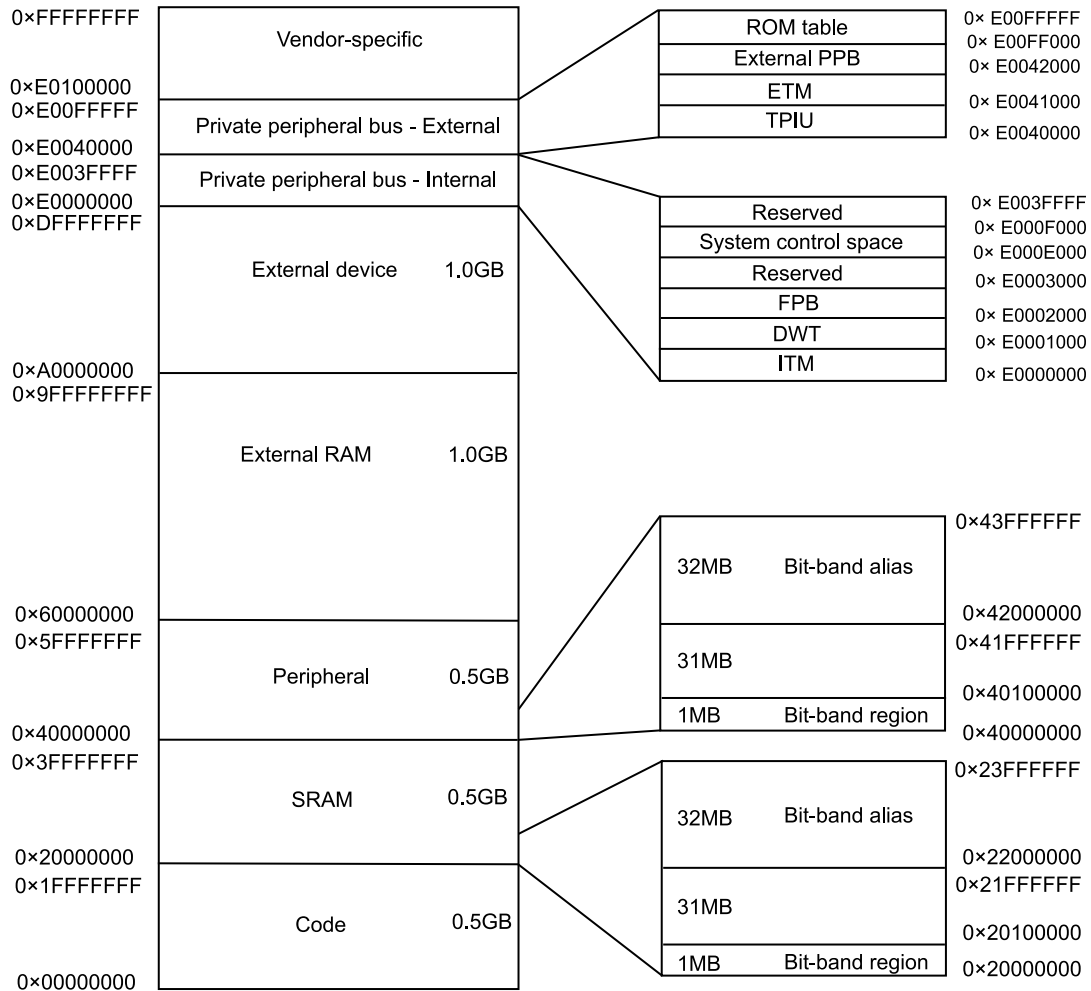 0×FFFFFFFF
Vendor-specific
0×E0100000
0×E00FFFFF
Private peripheral bus - External
0×E0040000
0×E003FFFF
Private peripheral bus - Internal
0×E0000000
0×DFFFFFFF
External device 1.0GB
0×A0000000
0×9FFFFFFFF
External RAM 1.0GB
0×60000000
0×5FFFFFFF
Peripheral 0.5GB
0×40000000
0×3FFFFFFF
SRAM 0.5GB
0×20000000
0×1FFFFFFF
Code 0.5GB
0×00000000
ROM table 0× E00FFFFF
0× E00FF000
External PPB 0× E0042000
ETM
0× E0041000
TPIU
0× E0040000
0× E003FFFF
Reserved
0× E000F000
System control space
0× E000E000
Reserved
0× E0003000
FPB
0× E0002000
DWT
0× E0001000
ITM
0× E0000000
0×43FFFFFF
32MB Bit-band alias
0×42000000
0×41FFFFFF
31MB
0×40100000
1MB Bit-band region
0×40000000
0×23FFFFFF
32MB Bit-band alias
0×22000000
0×21FFFFFF
31MB
0×20100000
1MB Bit-band region
0×20000000